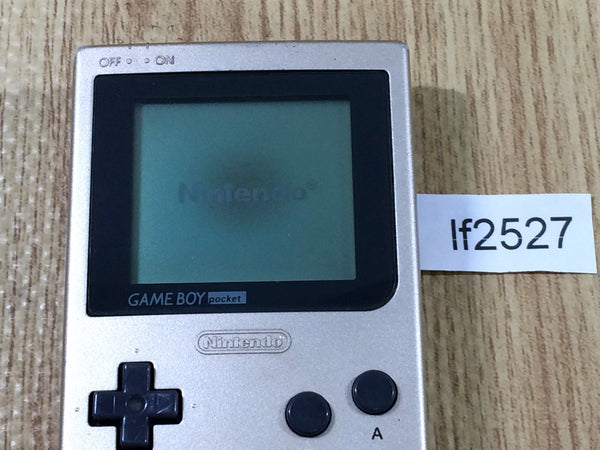 OFF ON
Nintendo®
lf2527
GAME BOY pocket
Nintendo
A